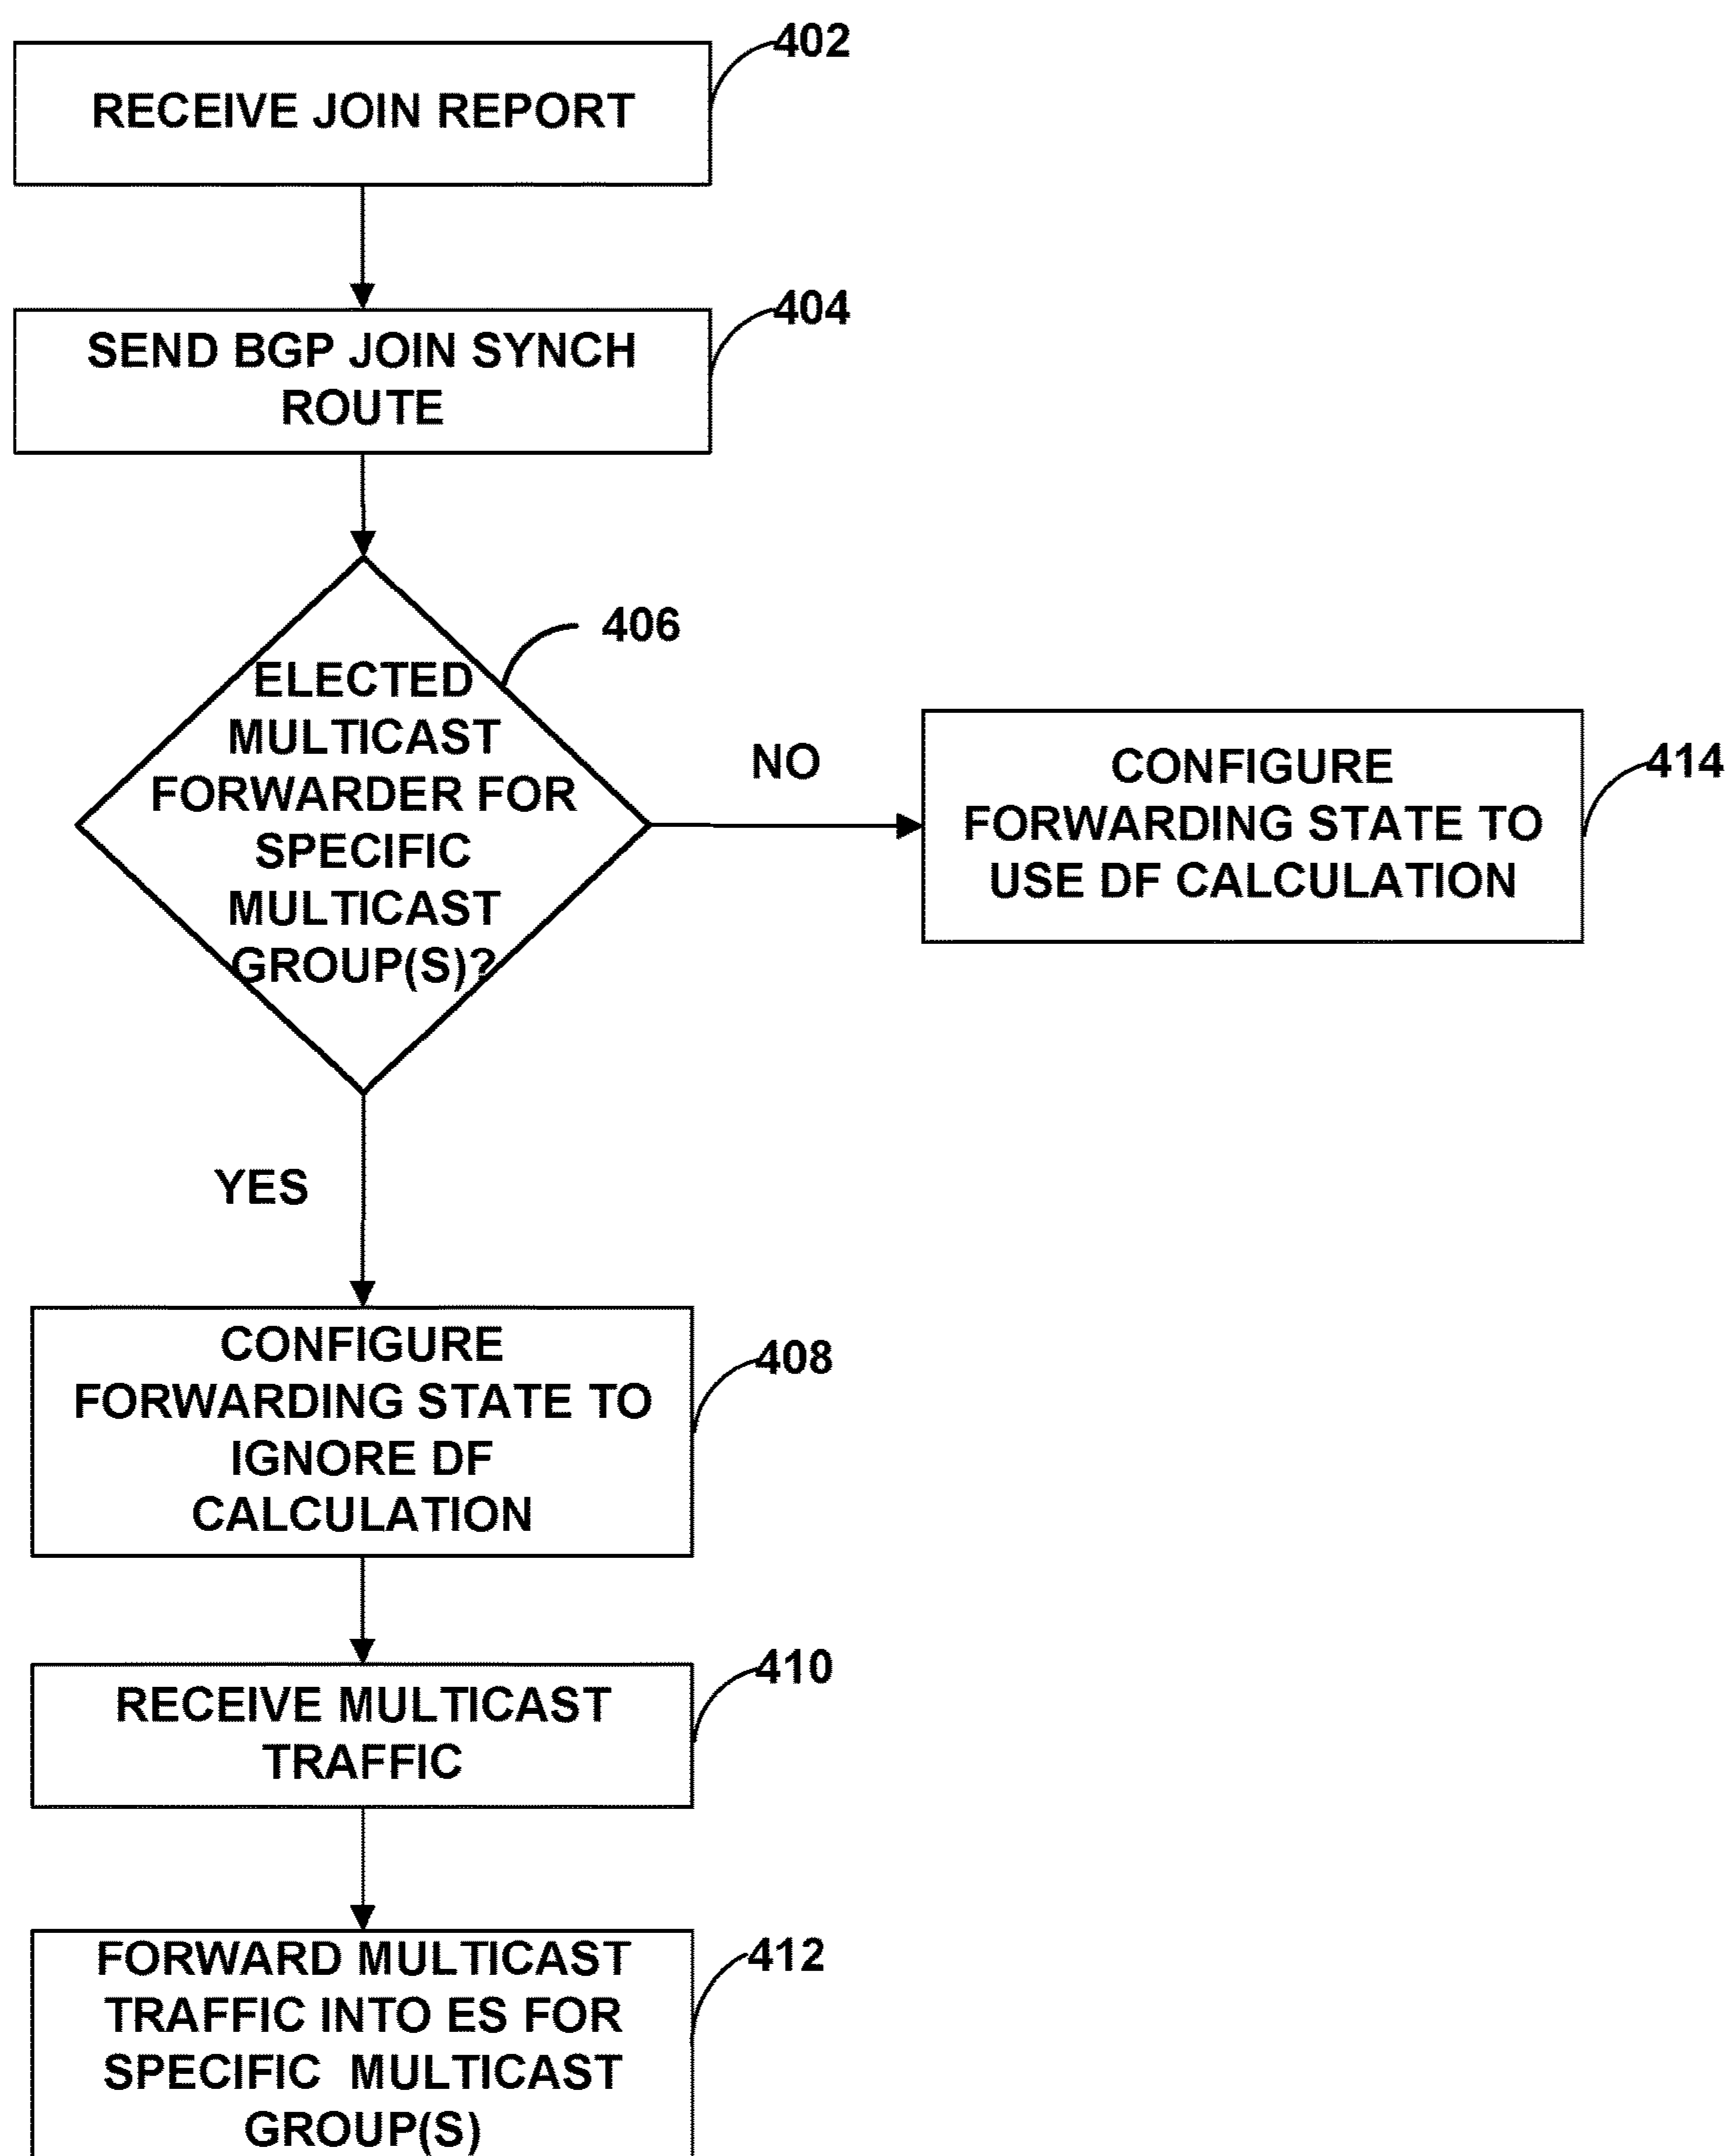 402
RECEIVE JOIN REPORT
404
SEND BGP JOIN SYNCH
ROUTE
406
ELECTED
MULTICAST
FORWARDER FOR
SPECIFIC
MULTICAST
GROUP(S)?
NO
CONFIGURE
FORWARDING STATE TO
USE DF CALCULATION
414
YES
CONFIGURE
FORWARDING STATE TO
IGNORE DF
CALCULATION
408
RECEIVE MULTICAST
TRAFFIC
410
FORWARD MULTICAST
TRAFFIC INTO ES FOR
SPECIFIC MULTICAST
GROUP(S)
412